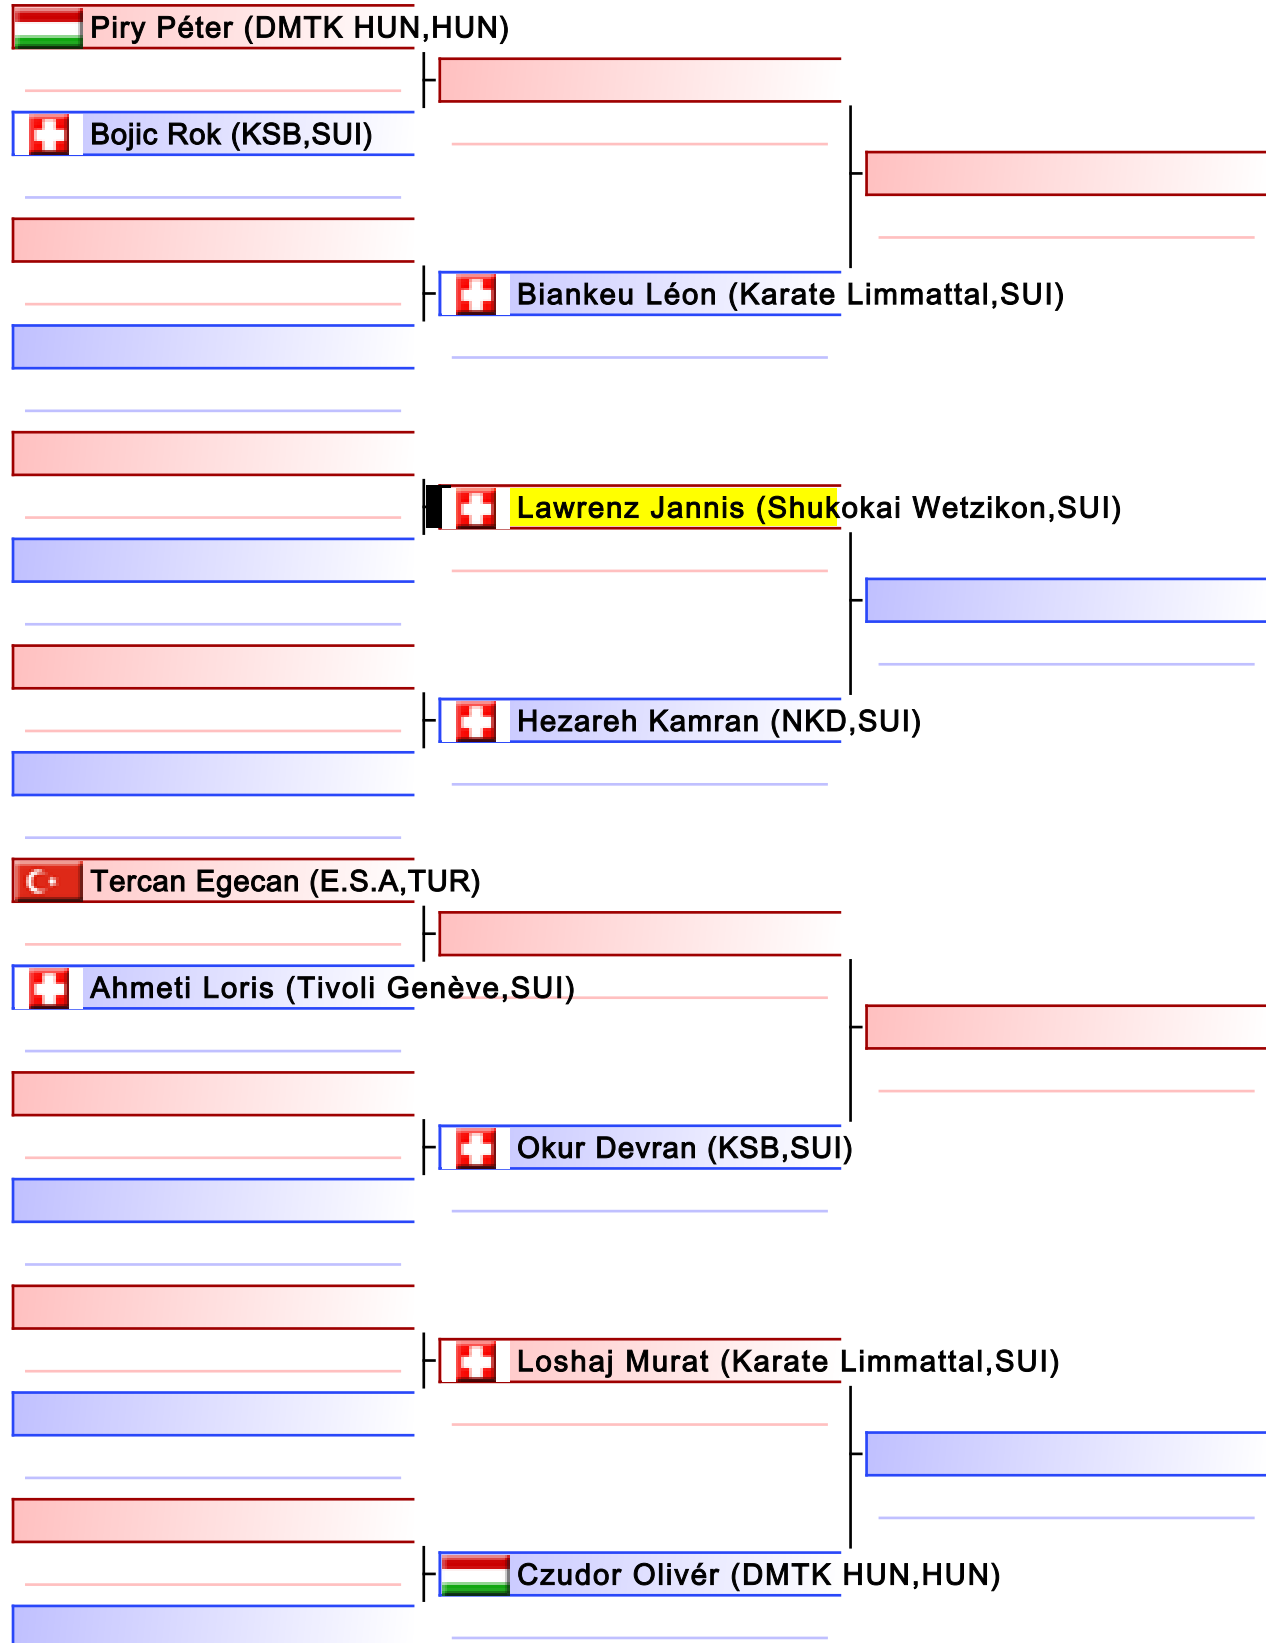 Piry Péter (DMTK HUN,HUN)
Bojic Rok (KSB,SUI)
Biankeu Léon (Karate Limmattal,SUI)
Lawrenz Jannis (Shukokai Wetzikon,SUI)
Hezareh Kamran (NKD,SUI)
Tercan Egecan (E.S.A,TUR)
Ahmeti Loris (Tivoli Genève,SUI)
Okur Devran (KSB,SUI)
Loshaj Murat (Karate Limmattal,SUI)
Czudor Olivér (DMTK HUN,HUN)